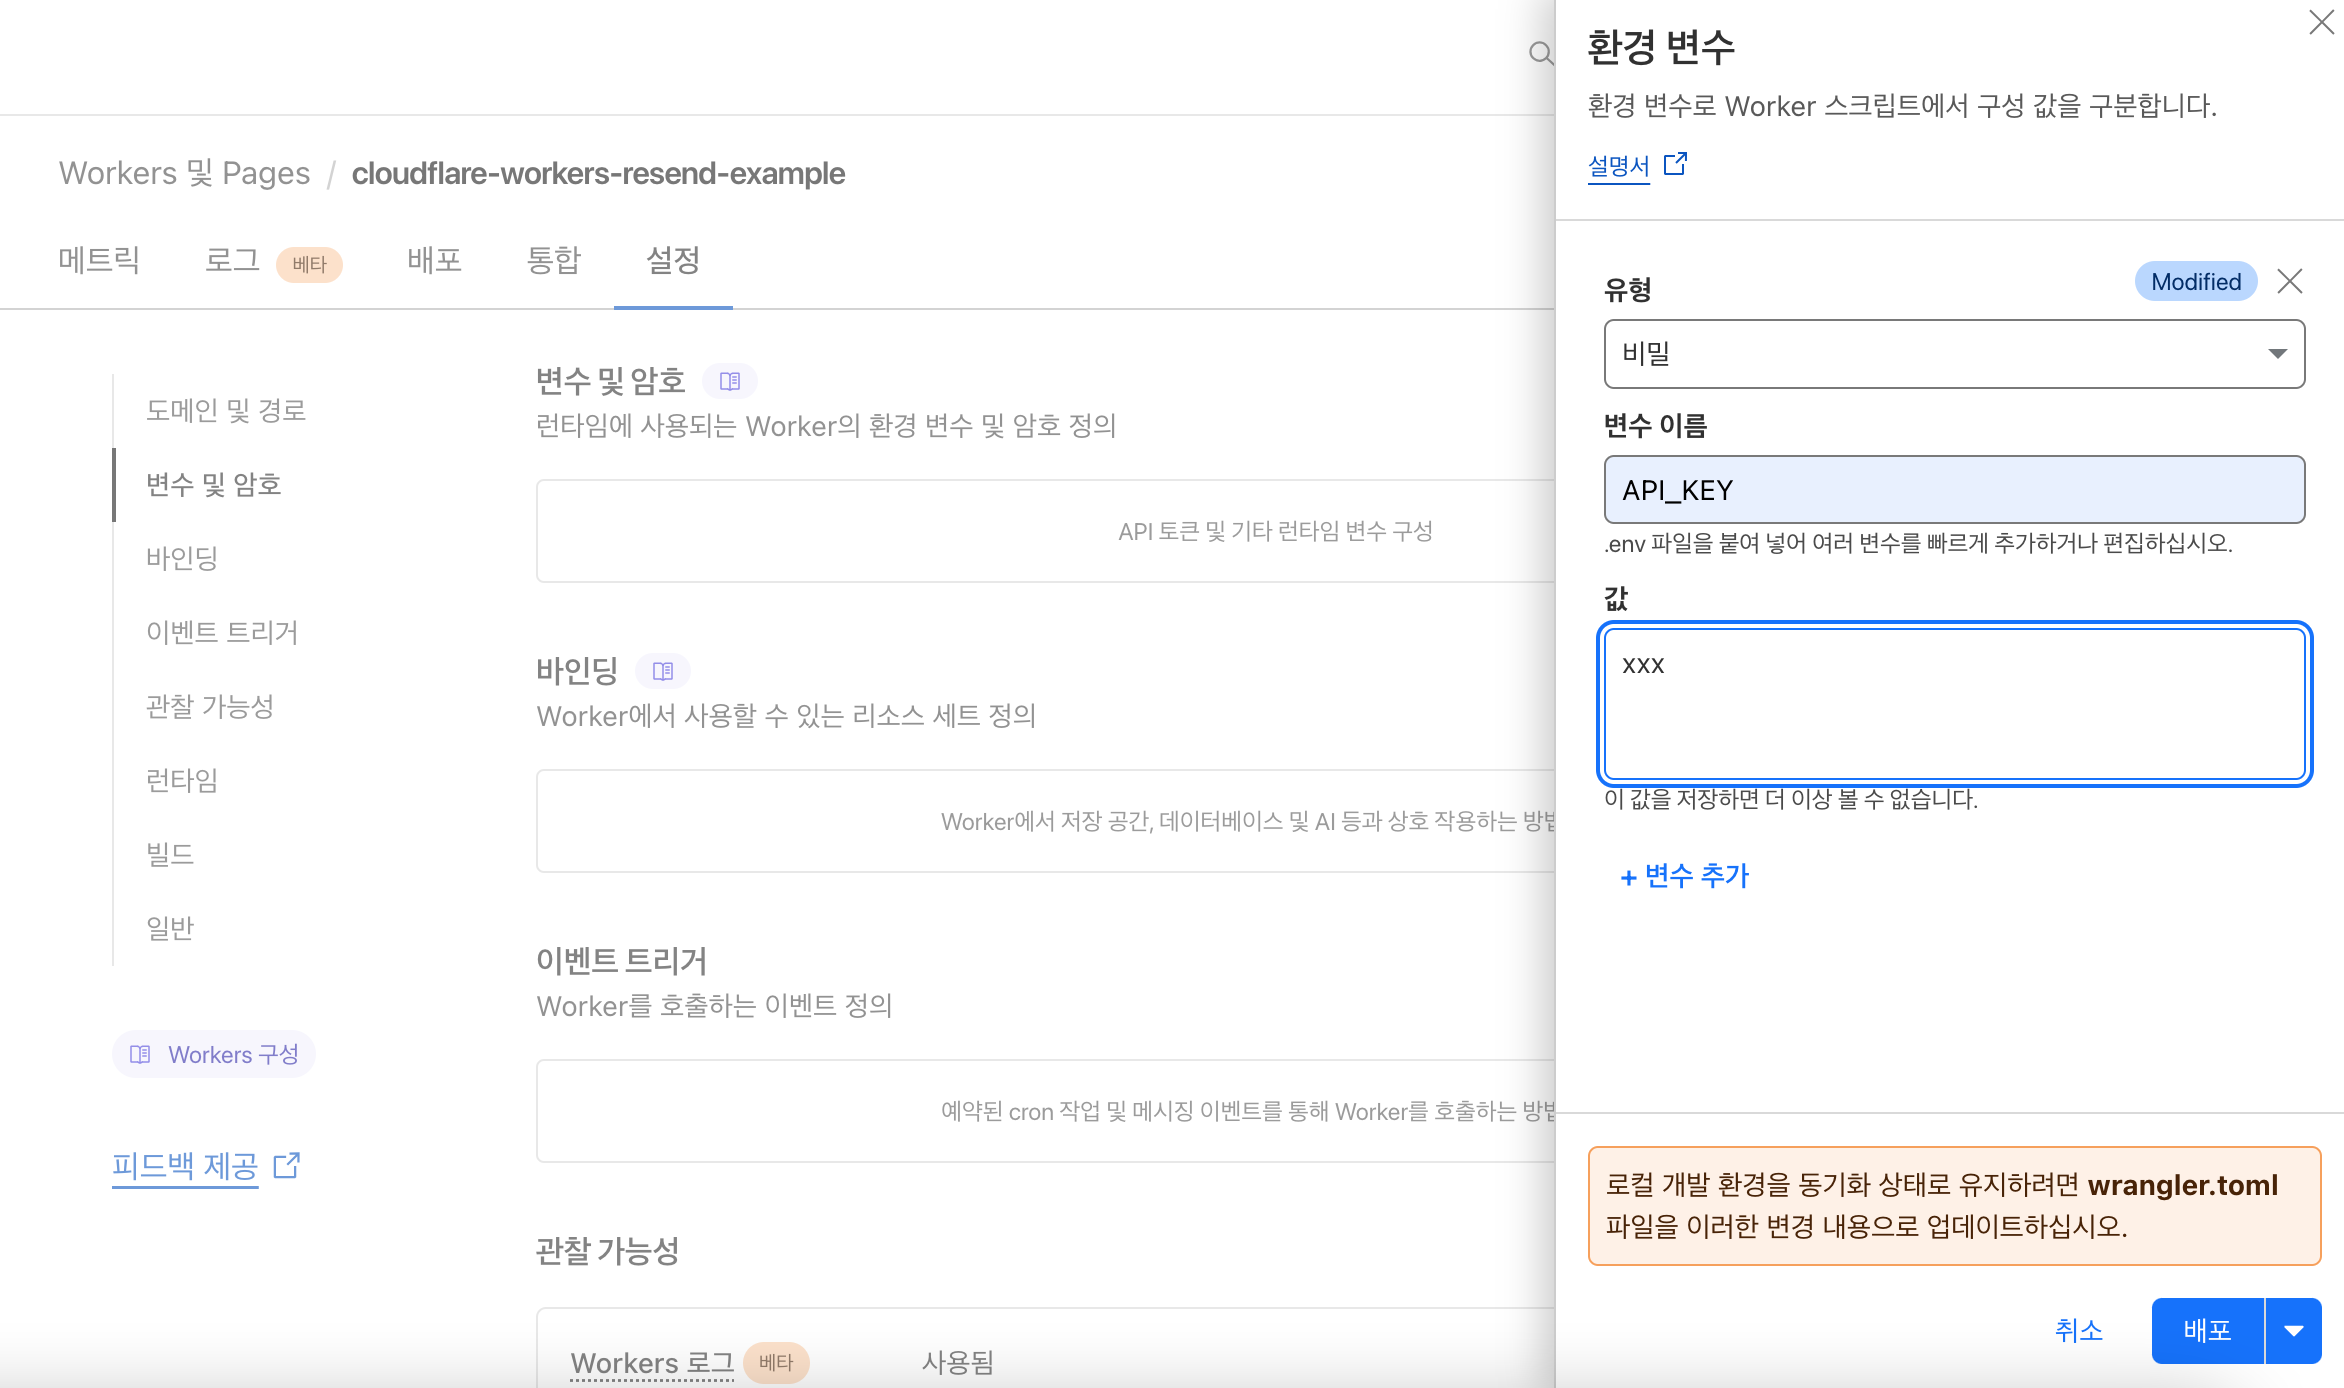 Workers 및 Pages / cloudflare-workers-resend-example
메트릭 로그 베타 배포 통합 설정
도메인 및 경로
변수 및 암호
바인딩
이벤트 트리거
관찰 가능성
런타임
빌드
일반
Workers 구성
피드백 제공
변수 및 암호
런타임에 사용되는 Worker의 환경 변수 및 암호 정의
API 토큰 및 기타 런타임 변수 구성
바인딩
Worker에서 사용할 수 있는 리소스 세트 정의
Worker에서 저장 공간, 데이터베이스 및 AI 등과 상호 작용하는 방법
이벤트 트리거
Worker를 호출하는 이벤트 정의
예약된 cron 작업 및 메시징 이벤트를 통해 Worker를 호출하는 방법
관찰 가능성
Workers 로그 베타 사용됨
환경 변수
환경 변수로 Worker 스크립트에서 구성 값을 구분합니다.
설명서
유형 Modified
비밀
변수 이름
API_KEY
.env 파일을 붙여 넣어 여러 변수를 빠르게 추가하거나 편집하십시오.
값
xxx
이 값을 저장하면 더 이상 볼 수 없습니다.
+ 변수 추가
로컬 개발 환경을 동기화 상태로 유지하려면 wrangler.toml
파일을 이러한 변경 내용으로 업데이트하십시오.
취소 배포